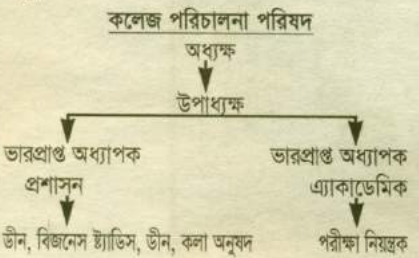 কলেজ পরিচালনা পরিষদ
অধ্যক্ষ
উপাধ্যক্ষ
ভারপ্রাপ্ত অধ্যাপক ভারপ্রাপ্ত অধ্যাপক
প্রশাসন এ্যাকাডেমিক
ডীন, বিজনেস ষ্ট্যাডিস, ডীন, কলা অনুষদ পরীক্ষা নিয়ন্ত্রক